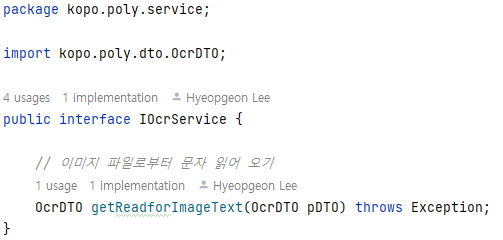 package kopo.poly.service;
import kopo.poly.dto.OcrDTO;
4 usages 1 implementation Hyeopgeon Lee
public interface IOcrService {
// 이미지 파일로부터 문자 읽어 오기
1 usage 1 implementation Hyeopgeon Lee
OcrDTO getReadforImageText(OcrDTO pDTO) throws Exception;
}